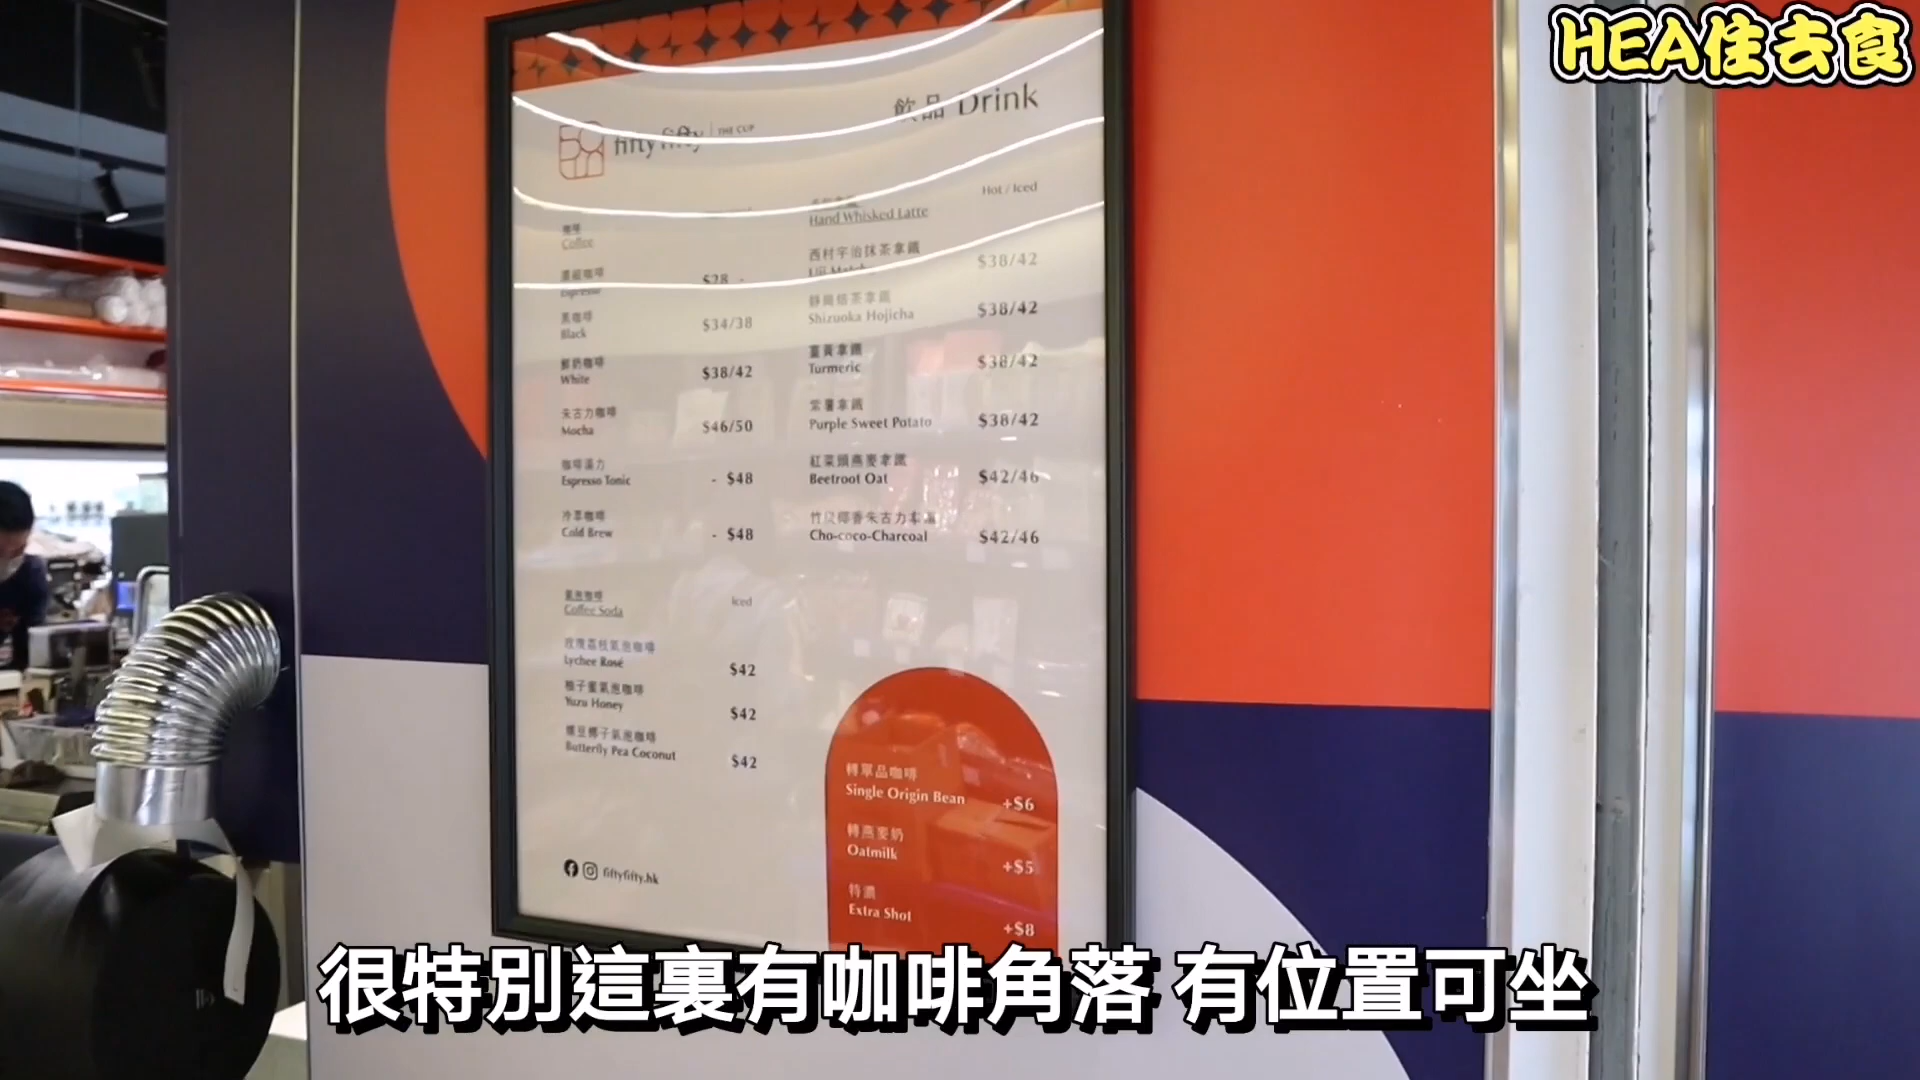 HEA住去食
飲品 Drink
fiftyfifty | THE CUP
咖啡
Coffee
濃縮咖啡
Espresso
$28 -
黑咖啡
Black
$34/38
鮮奶咖啡
White
$38/42
朱古力咖啡
Mocha
$46/50
咖啡湯力
Espresso Tonic
- $48
冷萃咖啡
Cold Brew
- $48
氣泡咖啡
Coffee Soda
Iced
玫瑰荔枝氣泡咖啡
Lychee Rosé
$42
柚子蜜氣泡咖啡
Yuzu Honey
$42
蝶豆椰子氣泡咖啡
Butterfly Pea Coconut
$42
fiftyfifty.hk
Hot / Iced
Hand Whisked Latte
西村宇治抹茶拿鐵
Uji Matcha
$38/42
靜岡焙茶拿鐵
Shizuoka Hojicha
$38/42
薑黃拿鐵
Turmeric
$38/42
紫薯拿鐵
Purple Sweet Potato
$38/42
紅菜頭燕麥拿鐵
Beetroot Oat
$42/46
竹炭椰香朱古力拿鐵
Cho-coco-Charcoal
$42/46
轉單品咖啡
Single Origin Bean
+$6
轉燕麥奶
Oatmilk
+$5
特濃
Extra Shot
+$8
很特別這裏有咖啡角落 有位置可坐